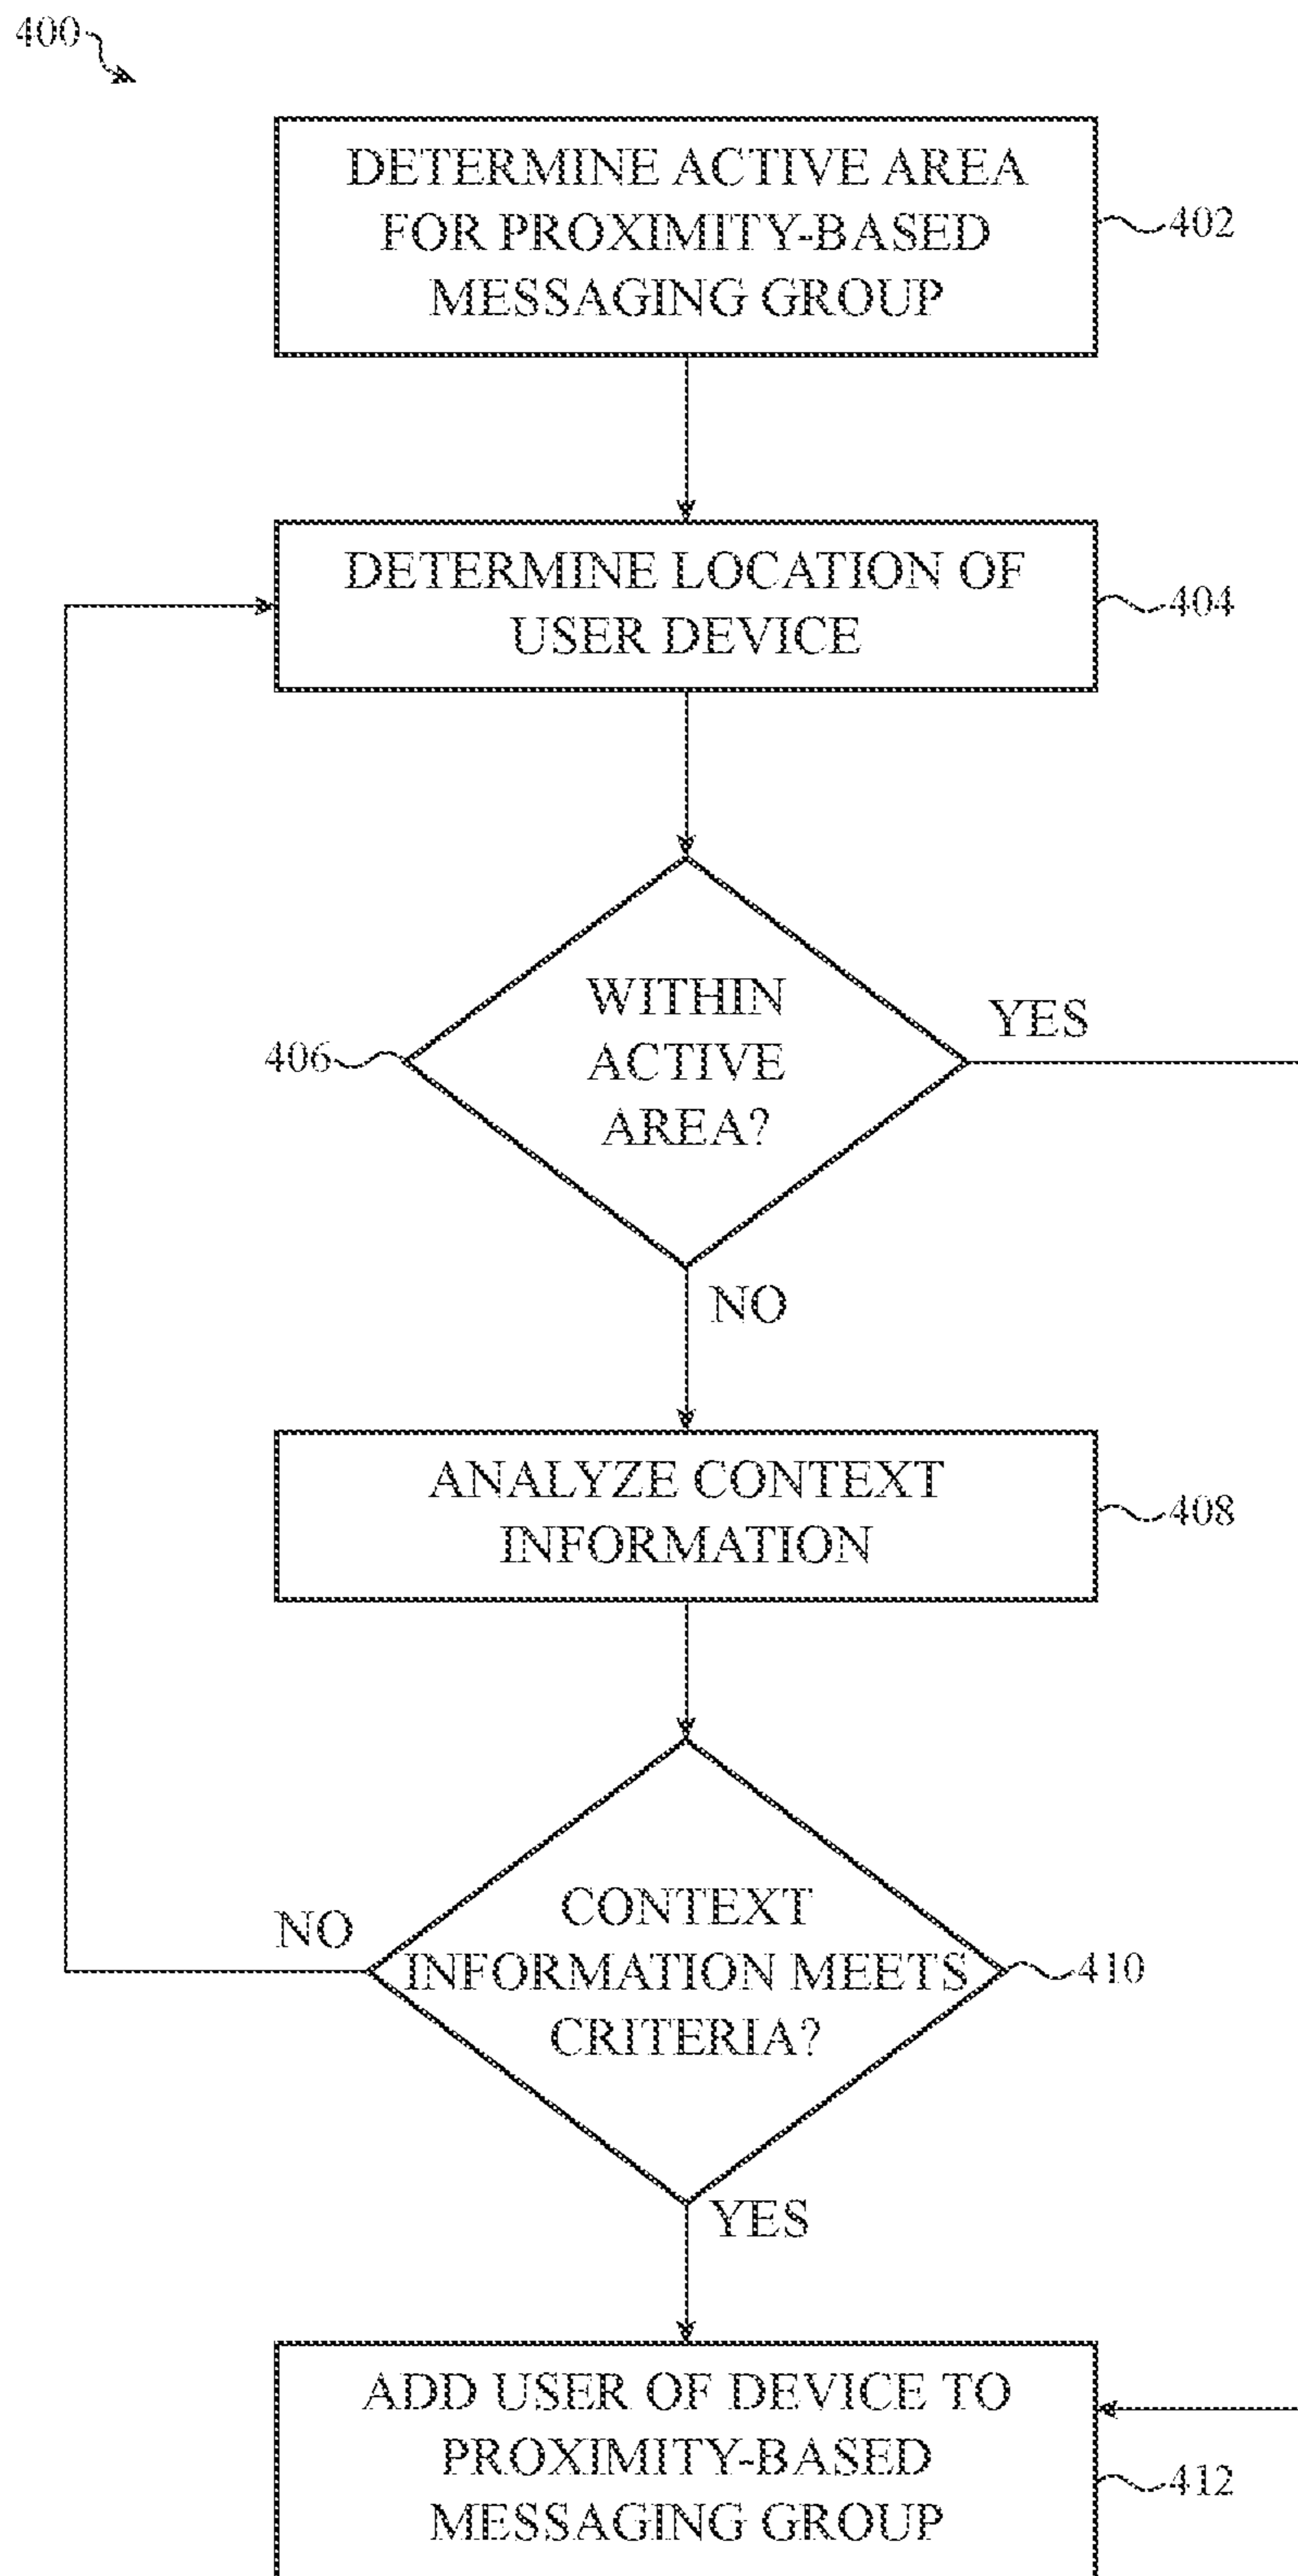 400
DETERMINE ACTIVE AREA
FOR PROXIMITY-BASED
MESSAGING GROUP
402
DETERMINE LOCATION OF
USER DEVICE
404
WITHIN
ACTIVE
AREA?
406
YES
NO
ANALYZE CONTEXT
INFORMATION
408
CONTEXT
INFORMATION MEETS
CRITERIA?
410
NO
YES
ADD USER OF DEVICE TO
PROXIMITY-BASED
MESSAGING GROUP
412